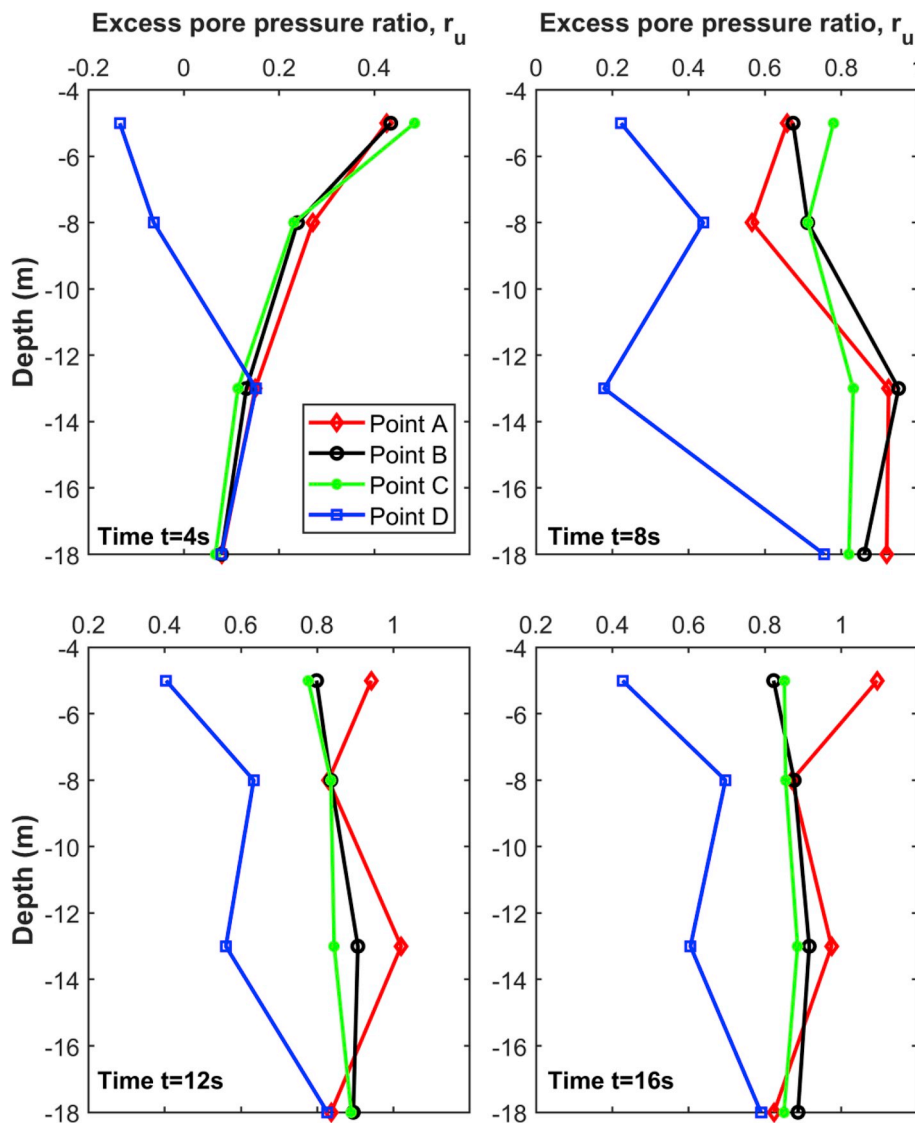 Excess pore pressure ratio, r_u Excess pore pressure ratio, r_u
-0.2 0 0.2 0.4 0 0.2 0.4 0.6 0.8 1
-4 -4
-6 -6
-8 -8
-10 -10
-12 -12
-14 -14
-16 -16
-18 -18
Depth (m)
Point A
Point B
Point C
Point D
Time t=4s Time t=8s
0.2 0.4 0.6 0.8 1 0.2 0.4 0.6 0.8 1
-4 -4
-6 -6
-8 -8
-10 -10
-12 -12
-14 -14
-16 -16
-18 -18
Depth (m)
Time t=12s Time t=16s